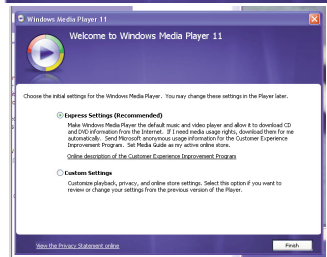 Windows Media Player 11
Welcome to Windows Media Player 11
Choose the initial settings for the Windows Media Player. You may change these settings in the Player later.
Express Settings (Recommended)
Make Windows Media Player the default music and video player and allow it to download CD
and DVD information from the Internet. If I need media usage rights, download them for me
automatically. Send Microsoft anonymous usage information for the Customer Experience
Improvement Program. Set Media Guide as my active online store.
Online description of the Customer Experience Improvement Program
Custom Settings
Customize playback, privacy, and online store settings. Select this option if you want to
review or change your settings from the previous version of the Player.
View the Privacy Statement online
Finish